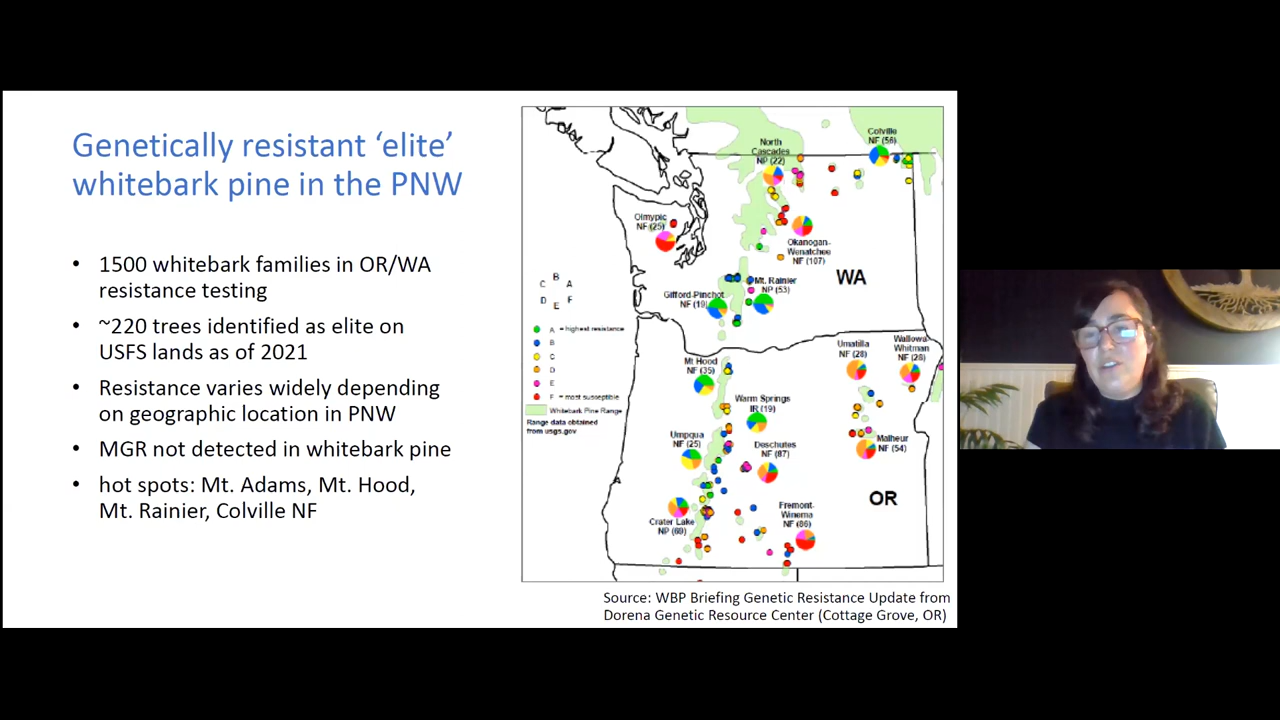 Genetically resistant ‘elite’
whitebark pine in the PNW
• 1500 whitebark families in OR/WA
resistance testing
• ~220 trees identified as elite on
USFS lands as of 2021
• Resistance varies widely depending
on geographic location in PNW
• MGR not detected in whitebark pine
• hot spots: Mt. Adams, Mt. Hood,
Mt. Rainier, Colville NF
Colville
NF (56)
North
Cascades
NP (22)
Olmypic
NF (25)
Okanogan-
Wenatchee
NF (107)
WA
Mt. Rainier
NP (53)
Gifford-Pinchot
NF (19)
B
C A
D F
E
A = highest resistance
B
C
D
E
F = most susceptible
Whitebark Pine Range
Range data obtained
from usgs.gov
Mt Hood
NF (35)
Umatilla
NF (28)
Wallowa-
Whitman
NF (28)
Warm Springs
IR (19)
Umpqua
NF (25)
Deschutes
NF (87)
Malheur
NF (54)
OR
Crater Lake
NP (69)
Fremont-
Winema
NF (86)
Source: WBP Briefing Genetic Resistance Update from
Dorena Genetic Resource Center (Cottage Grove, OR)